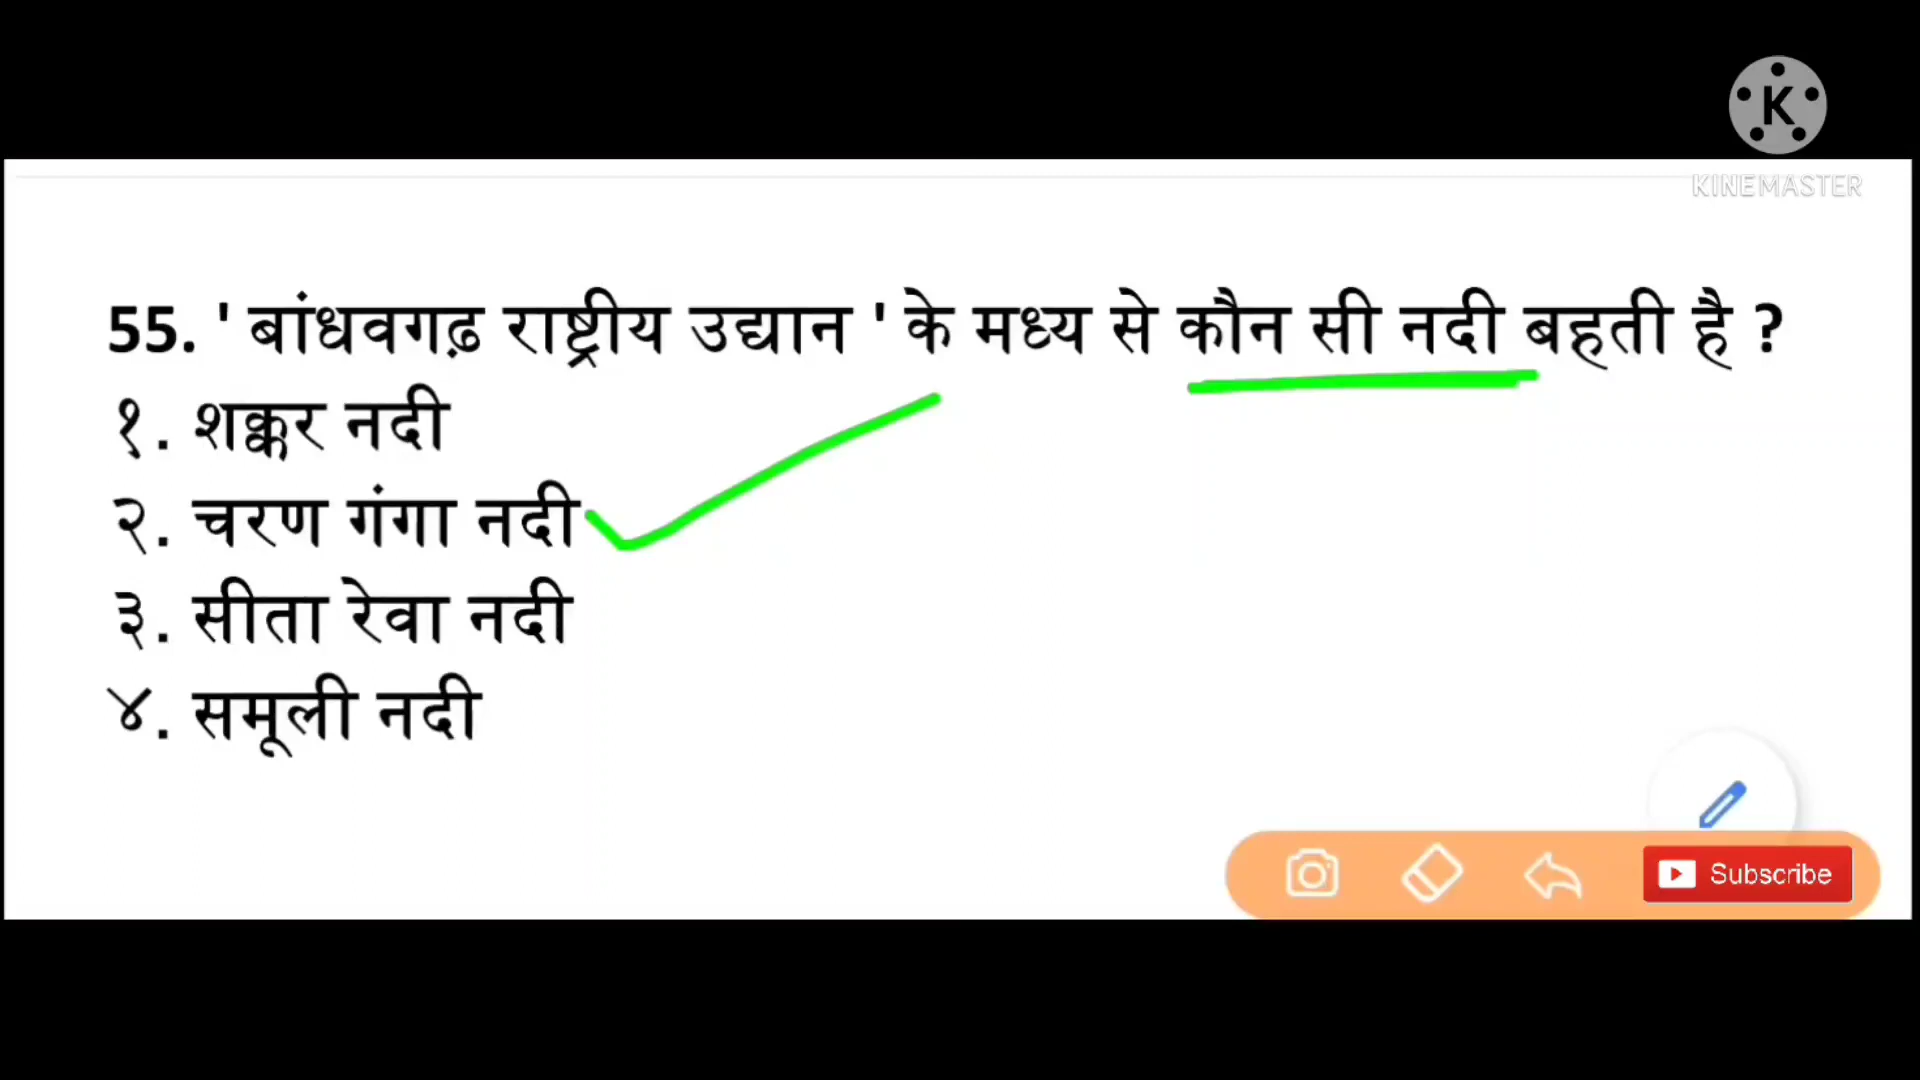 K
KINEMASTER
55. ' बांधवगढ़ राष्ट्रीय उद्यान ' के मध्य से कौन सी नदी बहती है ?
१. शक्कर नदी
२. चरण गंगा नदी
३. सीता रेवा नदी
४. समूली नदी
Subscribe